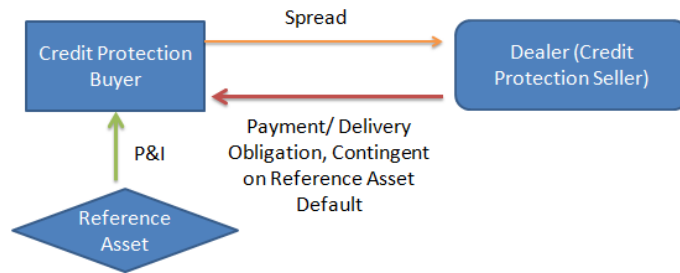 Spread
Credit Protection
Buyer
Dealer (Credit
Protection Seller)
Payment/ Delivery
Obligation, Contingent
on Reference Asset
Default
P&I
Reference
Asset